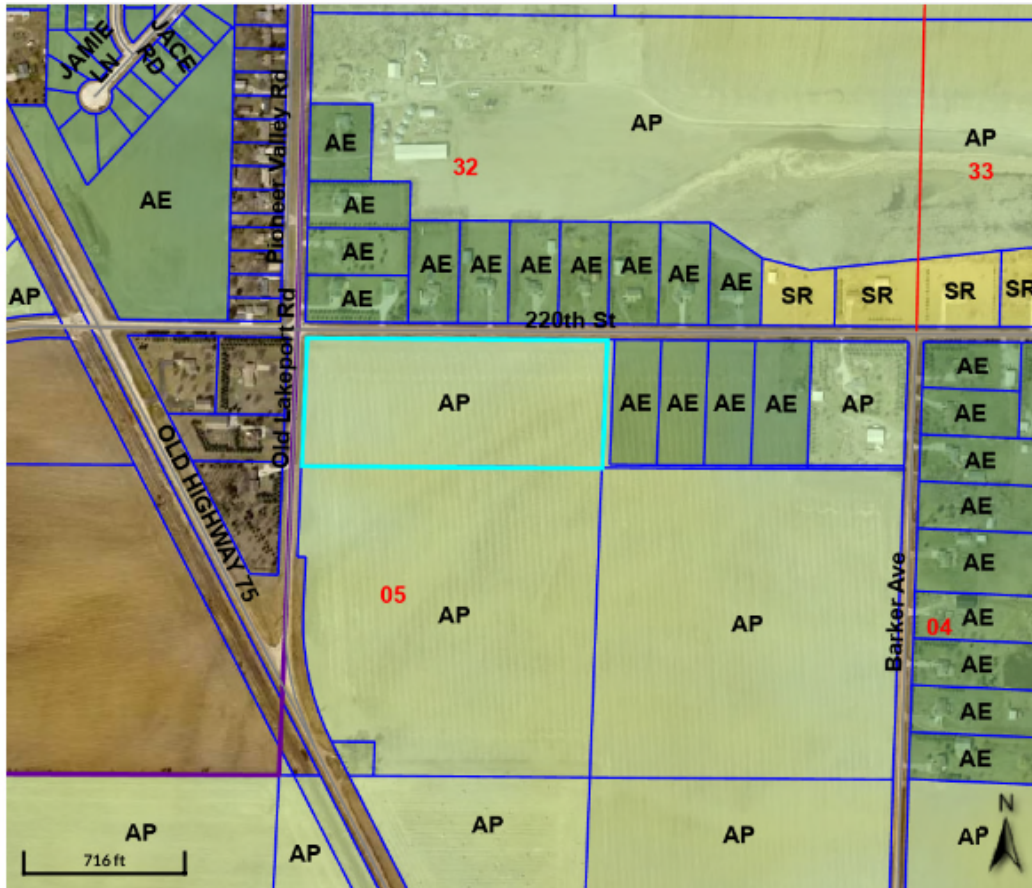 JAMIE
LN
JACE
RD
Pioneer Valley Rd
AP
AP
AE
32
33
AE
AE
AE
AE
AE
AE
AE
AE
AE
AE
AE
AP
SR
SR
SR
SR
220th St
Old Lakeport Rd
AP
AE
AE
AE
AE
AP
AE
AE
AE
AE
OLD HIGHWAY 75
AE
05
AP
AP
Barker Ave
04
AE
AE
AE
AE
AP
AP
AP
AP
AP
716 ft
N